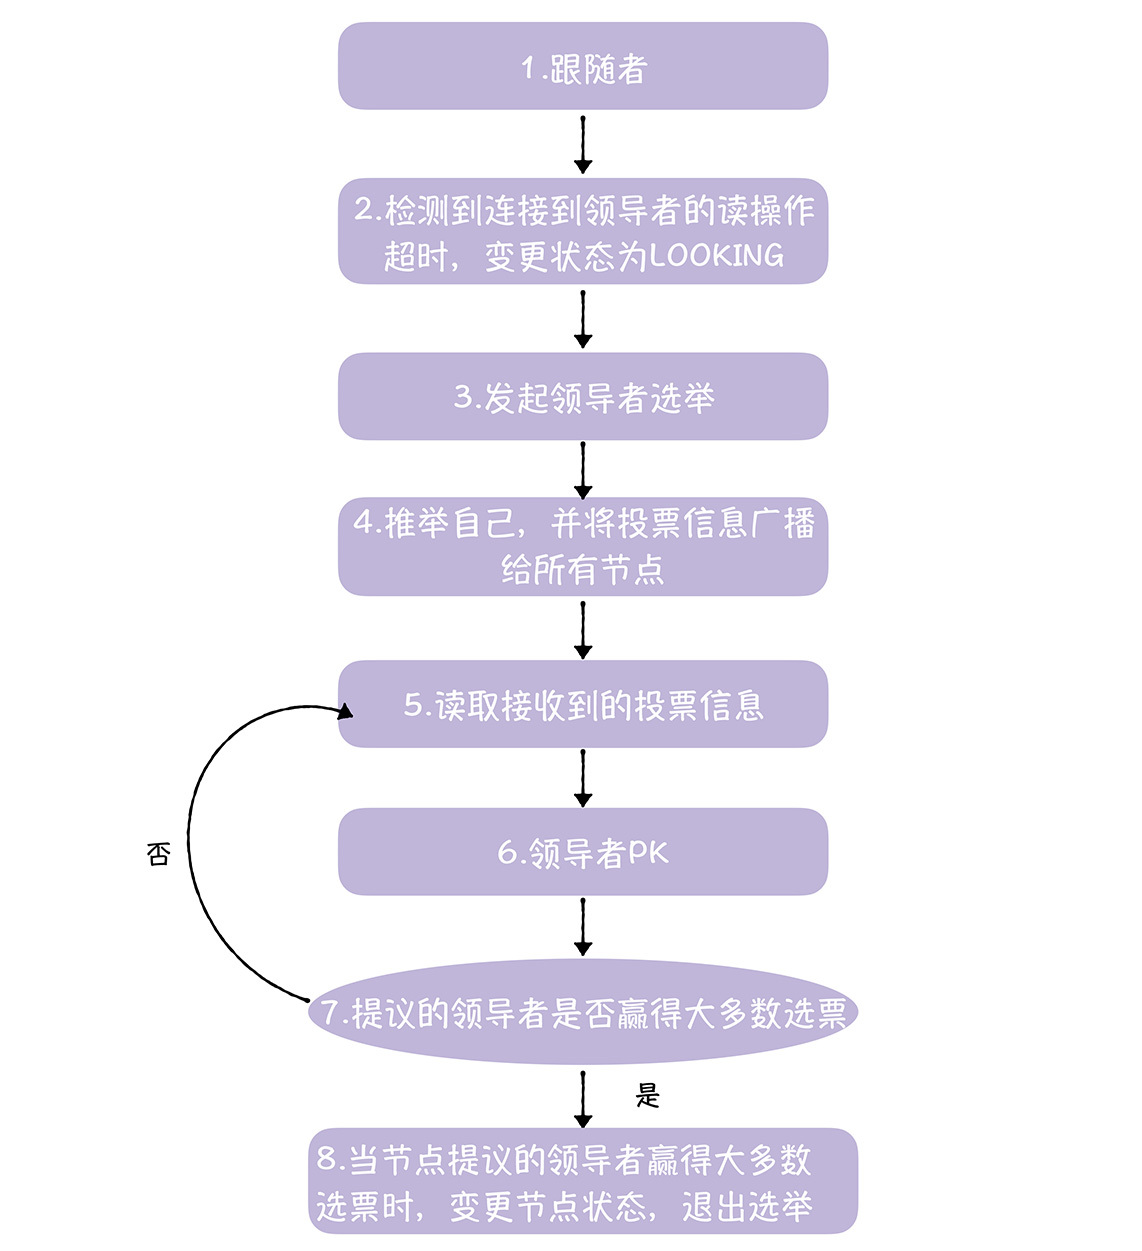 1.跟随者
2.检测到连接到领导者的读操作
超时，变更状态为LOOKING
3.发起领导者选举
4.推举自己，并将投票信息广播
给所有节点
5.读取接收到的投票信息
6.领导者PK
否
7.提议的领导者是否赢得大多数选票
是
8.当节点提议的领导者赢得大多数
选票时，变更节点状态，退出选举